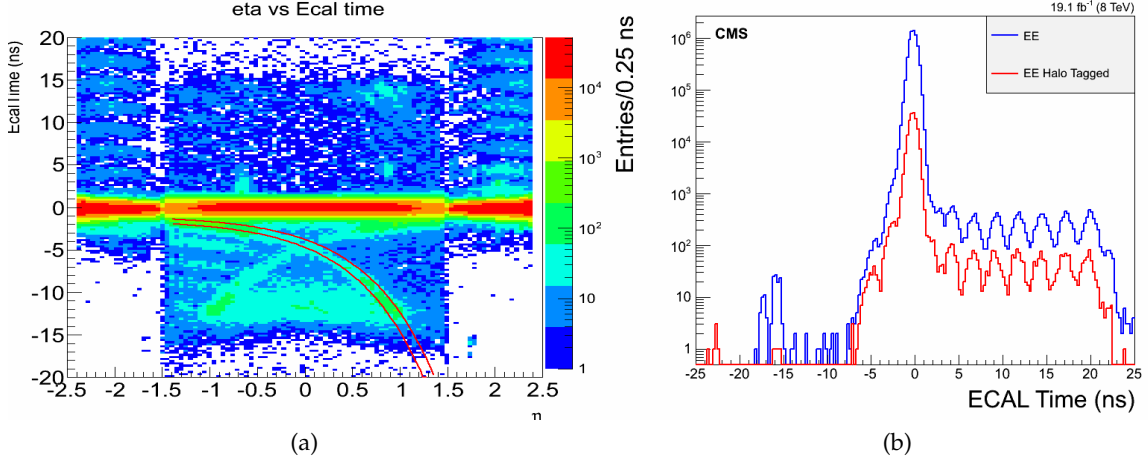 eta vs Ecal time
Ecal Time (ns)
20
15
10
5
0
-5
-10
-15
-20
-2.5 -2 -1.5 -1 -0.5 0 0.5 1 1.5 2 2.5
η
10⁴
10³
10²
10
1
(a)
19.1 fb⁻¹ (8 TeV)
CMS
EE
EE Halo Tagged
Entries/0.25 ns
10⁶
10⁵
10⁴
10³
10²
10
1
-25 -20 -15 -10 -5 0 5 10 15 20 25
ECAL Time (ns)
(b)